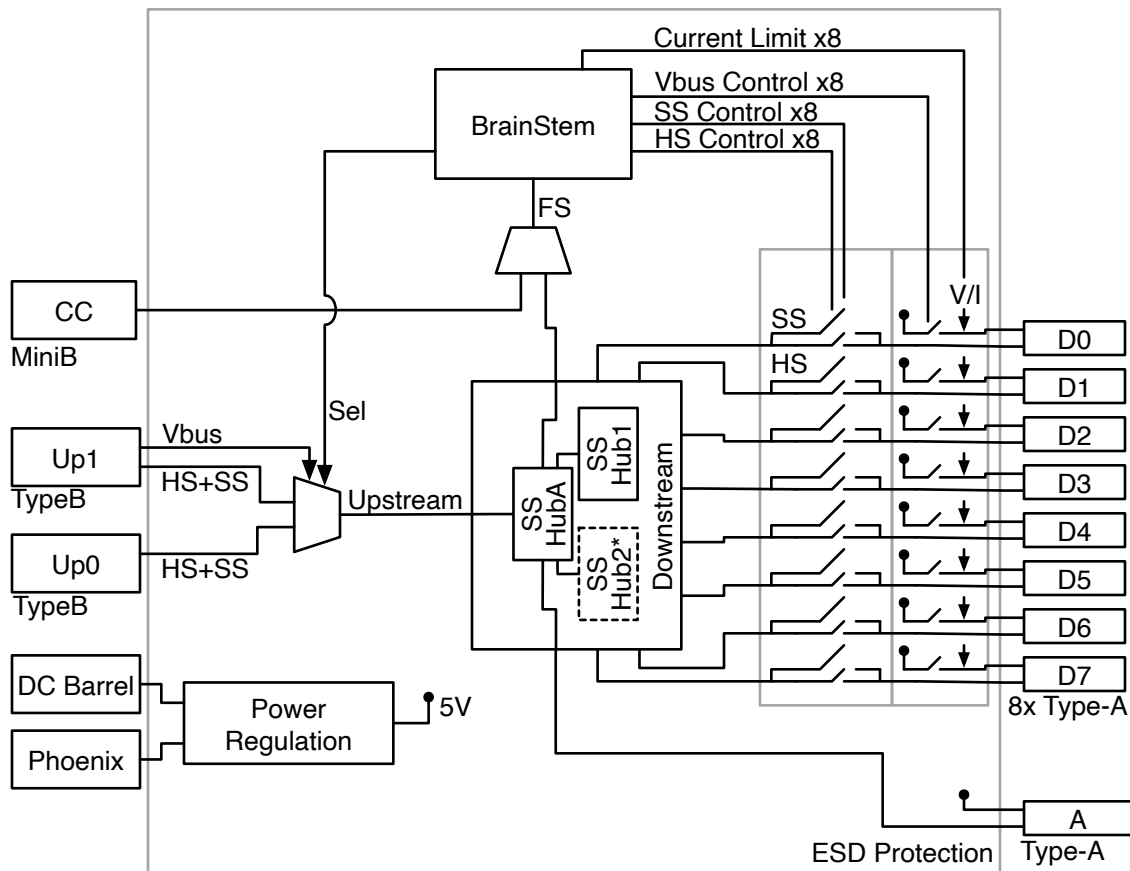 Current Limit x8
Vbus Control x8
SS Control x8
HS Control x8
BrainStem
FS
CC
MiniB
V/I
SS
HS
D0
D1
D2
D3
D4
D5
D6
D7
8x Type-A
Sel
Vbus
Up1
HS+SS
TypeB
Upstream
Up0
HS+SS
TypeB
SS
HubA
SS
Hub1
SS
Hub2*
Downstream
DC Barrel
Phoenix
Power
Regulation
5V
A
Type-A
ESD Protection